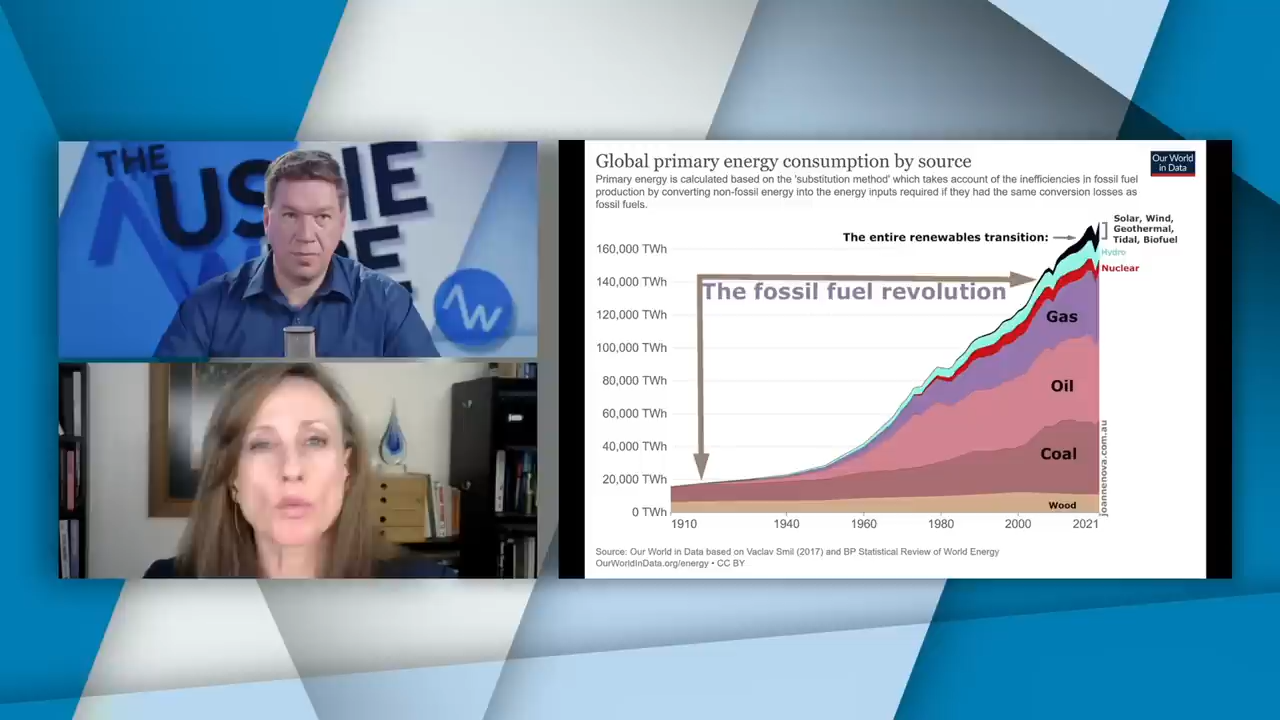 THE
AUSSIE
WIRE
Global primary energy consumption by source
Our World
in Data
Primary energy is calculated based on the 'substitution method' which takes account of the inefficiencies in fossil fuel
production by converting non-fossil energy into the energy inputs required if they had the same conversion losses as
fossil fuels.
The entire renewables transition:
Solar, Wind,
Geothermal,
Tidal, Biofuel
Hydro
Nuclear
160,000 TWh
140,000 TWh
120,000 TWh
100,000 TWh
80,000 TWh
60,000 TWh
40,000 TWh
20,000 TWh
0 TWh
The fossil fuel revolution
Gas
Oil
Coal
Wood
joannenova.com.au
1910
1940
1960
1980
2000
2021
Source: Our World in Data based on Vaclav Smil (2017) and BP Statistical Review of World Energy
OurWorldInData.org/energy • CC BY